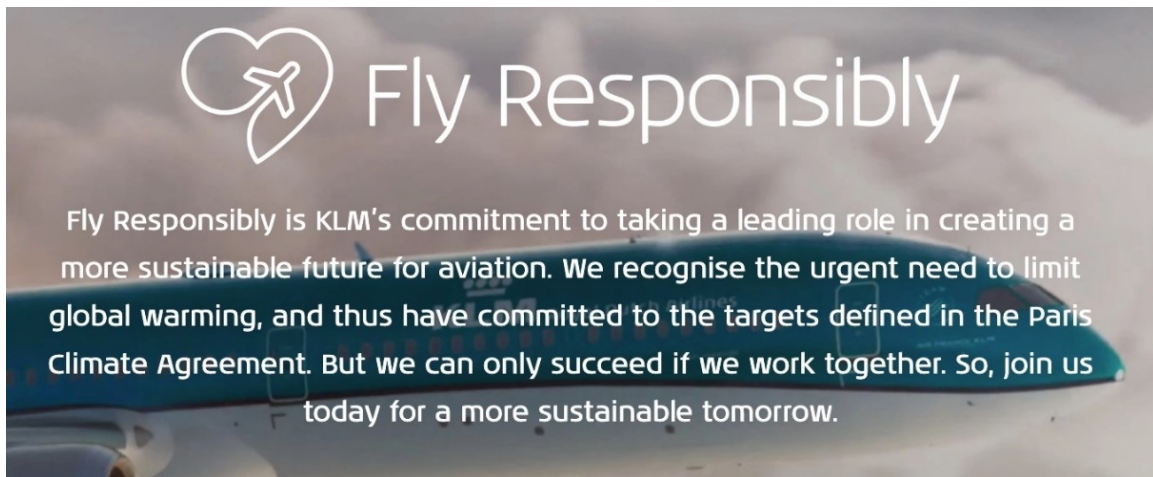 Fly Responsibly
Fly Responsibly is KLM's commitment to taking a leading role in creating a
more sustainable future for aviation. We recognise the urgent need to limit
global warming, and thus have committed to the targets defined in the Paris
Climate Agreement. But we can only succeed if we work together. So, join us
today for a more sustainable tomorrow.
KLM
Dutch Airlines